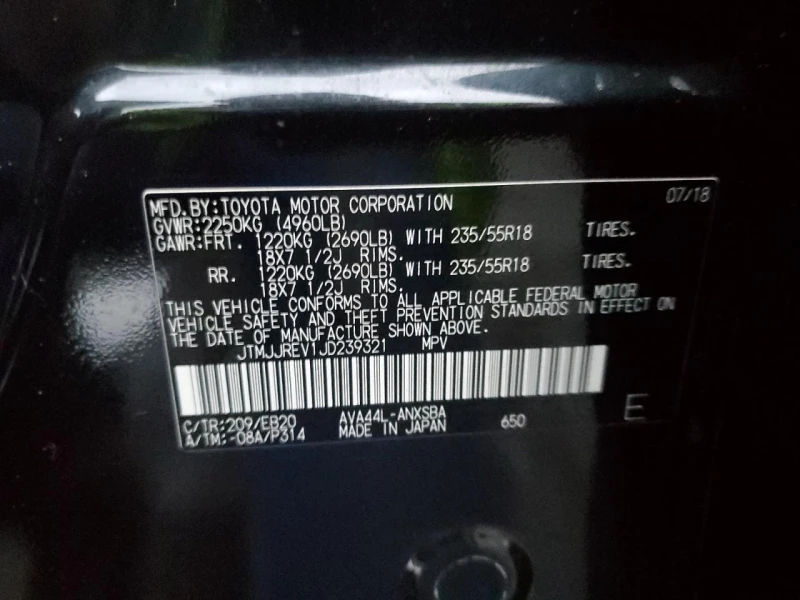 07/18
MFD.BY:TOYOTA MOTOR CORPORATION
GVWR:2250KG (4960LB)
GAWR:FRT. 1220KG (2690LB) WITH 235/55R18 TIRES.
18X7 1/2J RIMS.
RR. 1220KG (2690LB) WITH 235/55R18 TIRES.
18X7 1/2J RIMS.
THIS VEHICLE CONFORMS TO ALL APPLICABLE FEDERAL MOTOR
VEHICLE SAFETY AND THEFT PREVENTION STANDARDS IN EFFECT ON
THE DATE OF MANUFACTURE SHOWN ABOVE.
JTMJJREV1JD239321 MPV
C/TR:209/EB20 AVA44L-ANXSBA 650 E
A/TM:-08A/P314 MADE IN JAPAN